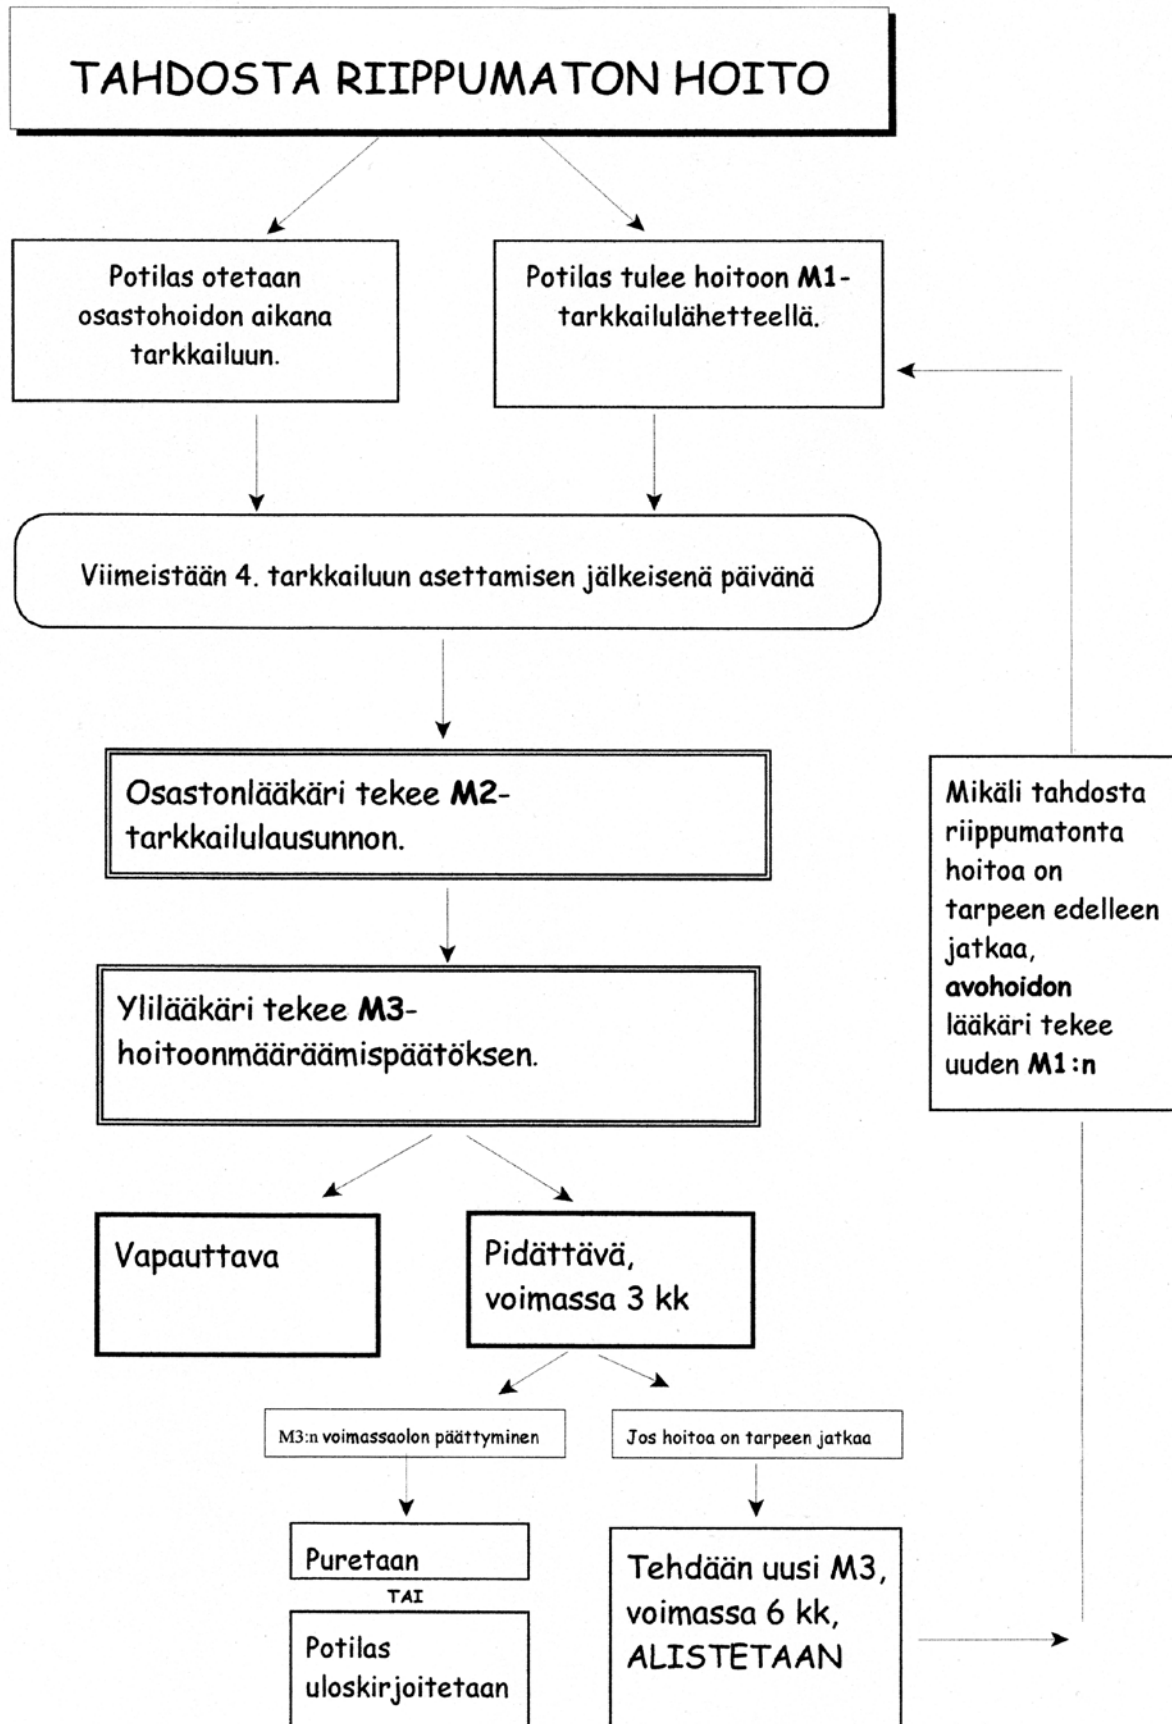 TAHDOSTA RIIPPUMATON HOITO
Potilas otetaan
osastohoidon aikana
tarkkailuun.
Potilas tulee hoitoon M1-
tarkkailulähetteellä.
Viimeistään 4. tarkkailuun asettamisen jälkeisenä päivänä
Osastonlääkäri tekee M2-
tarkkailulausunnon.
Ylilääkäri tekee M3-
hoitoonmääräämispäätöksen.
Vapauttava
Pidättävä,
voimassa 3 kk
M3:n voimassaolon päättyminen
Jos hoitoa on tarpeen jatkaa
Puretaan
TAI
Potilas
uloskirjoitetaan
Tehdään uusi M3,
voimassa 6 kk,
ALISTETAAN
Mikäli tahdosta
riippumatonta
hoitoa on
tarpeen edelleen
jatkaa,
avohoidon
lääkäri tekee
uuden M1:n